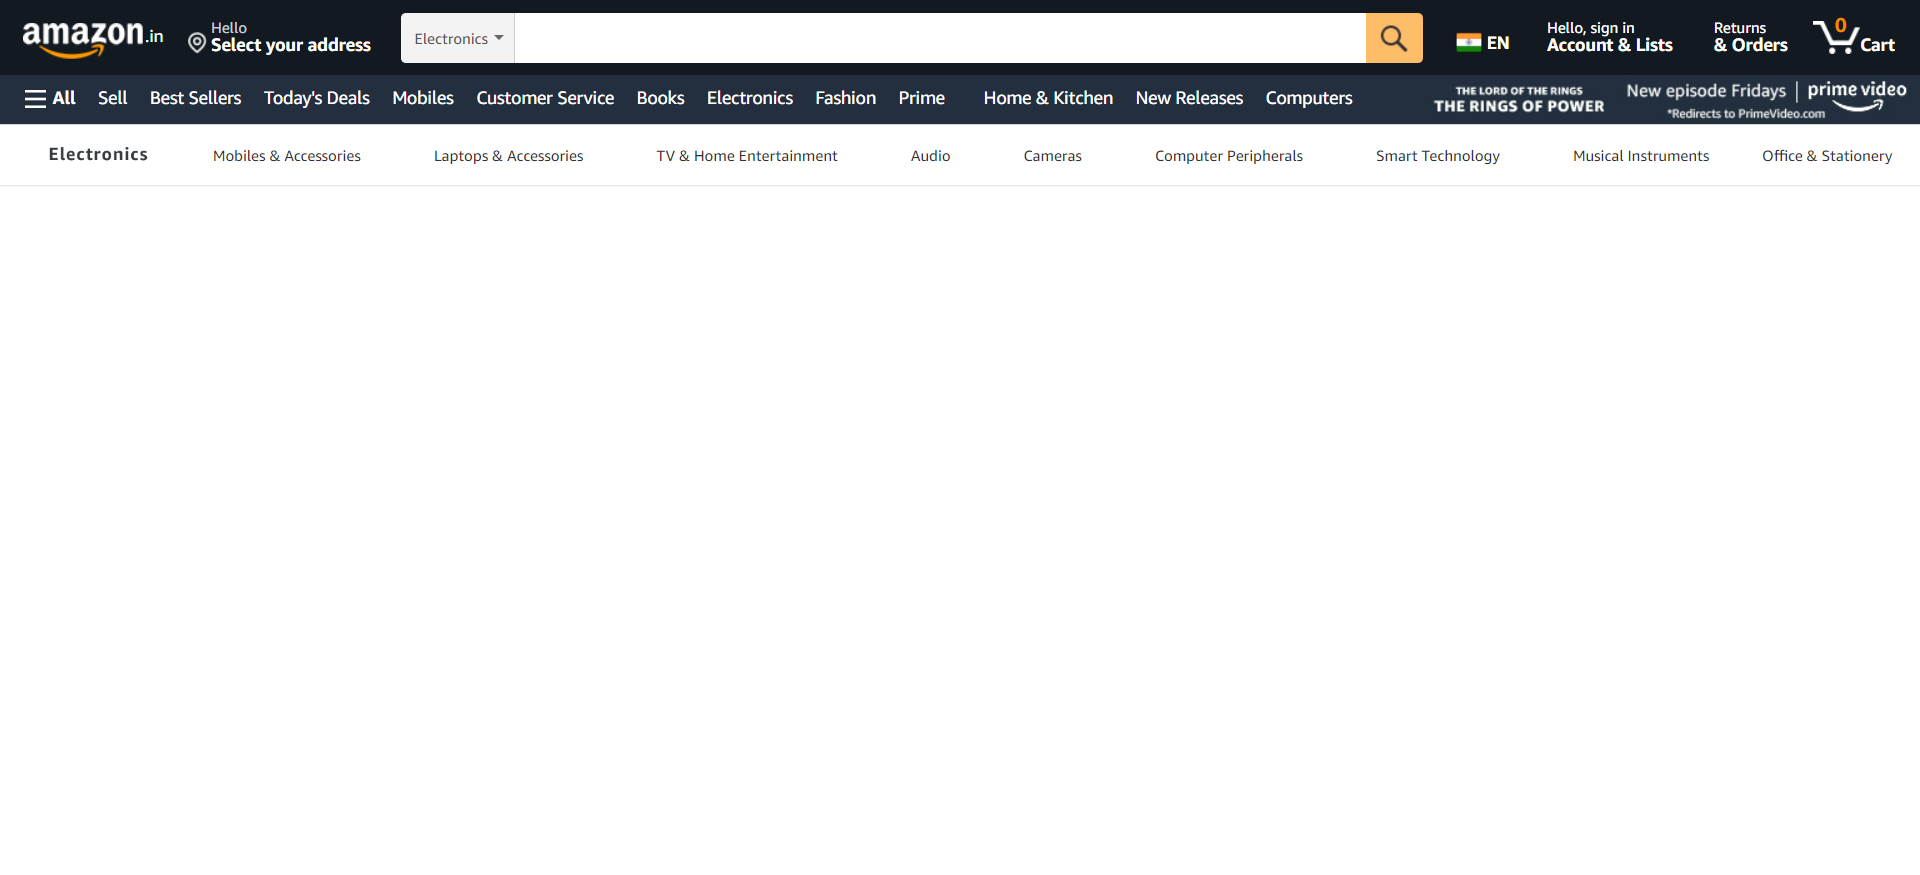 amazon.in
Hello
Select your address
Electronics
EN
Hello, sign in
Account & Lists
Returns
& Orders
0
Cart
All Sell Best Sellers Today's Deals Mobiles Customer Service Books Electronics Fashion Prime Home & Kitchen New Releases Computers
THE LORD OF THE RINGS
THE RINGS OF POWER
New episode Fridays | prime video
*Redirects to PrimeVideo.com
Electronics Mobiles & Accessories Laptops & Accessories TV & Home Entertainment Audio Cameras Computer Peripherals Smart Technology Musical Instruments Office & Stationery